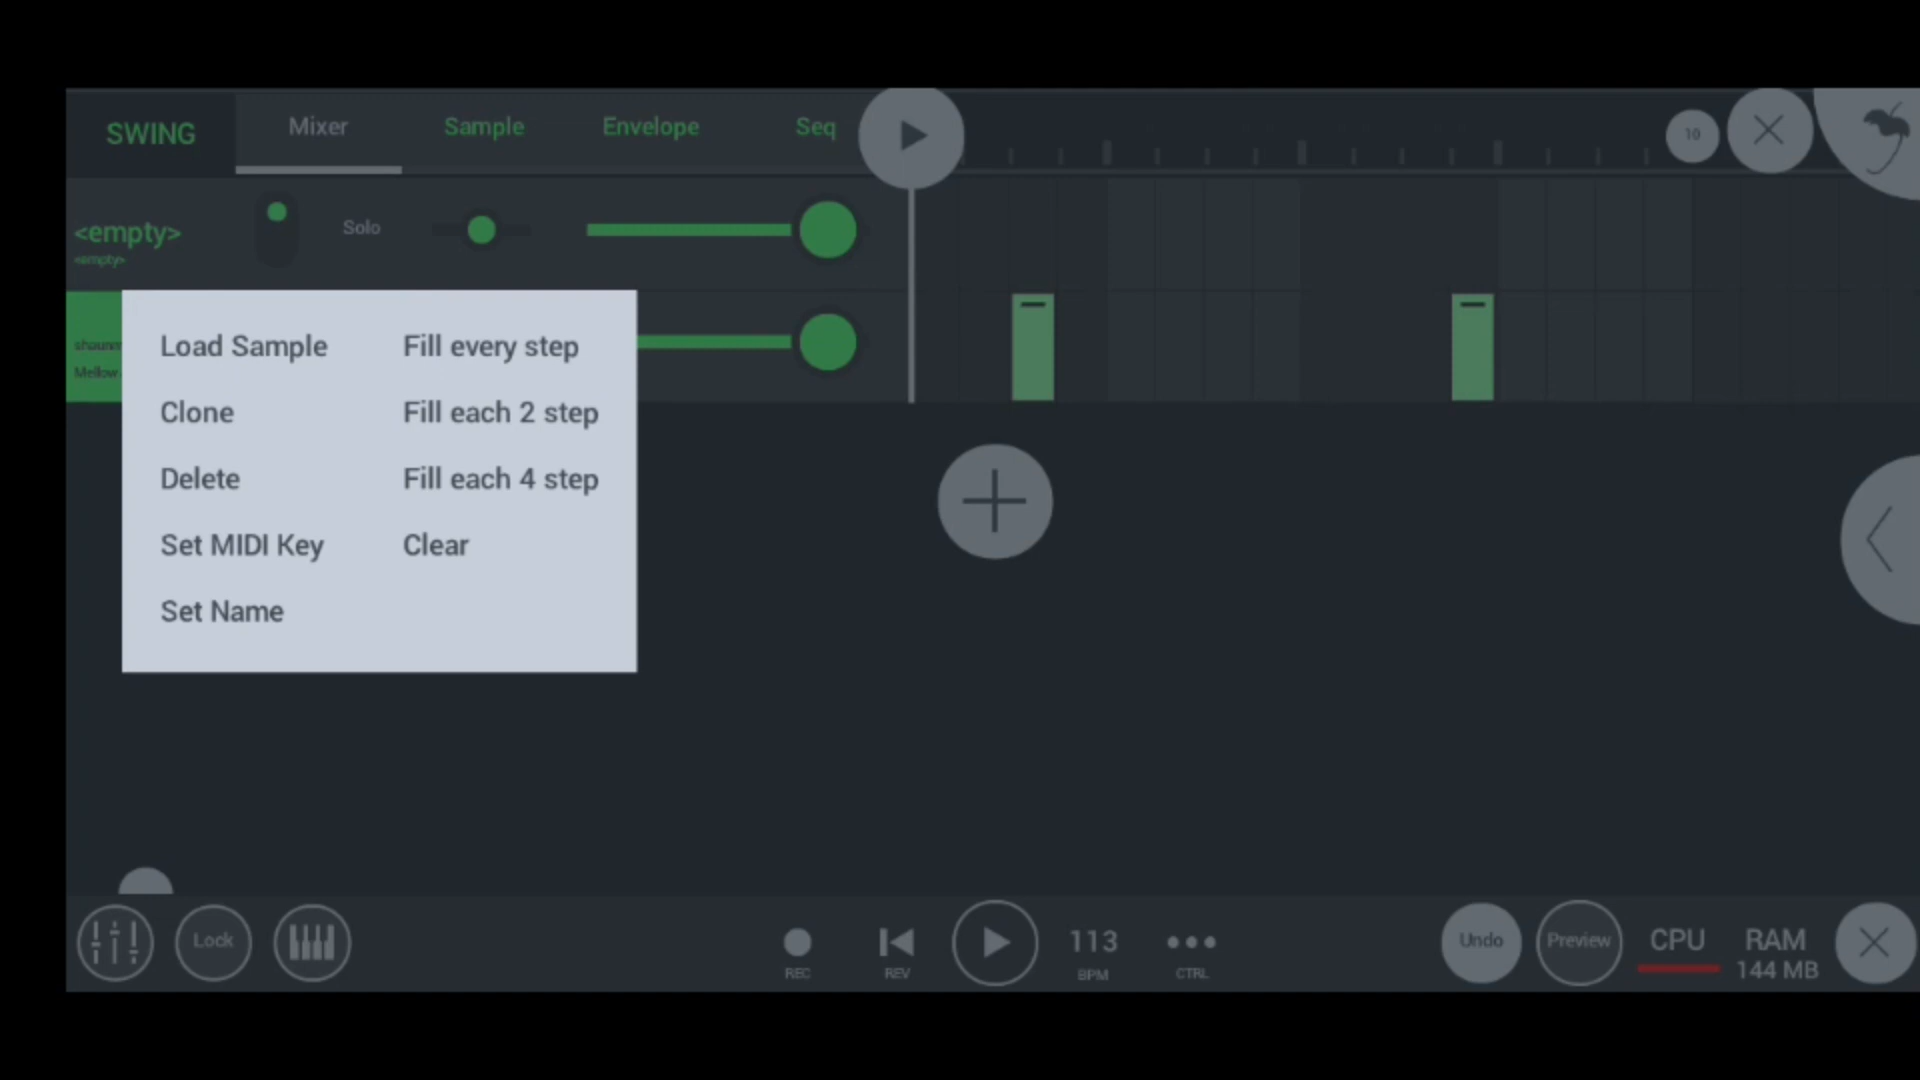 SWING Mixer Sample Envelope Seq 10
<empty> Solo
<empty>
Mellow
Load Sample Fill every step
Clone Fill each 2 step
Delete Fill each 4 step
Set MIDI Key Clear
Set Name
Lock REC REV 113 BPM CTRL Undo Preview CPU RAM
144 MB